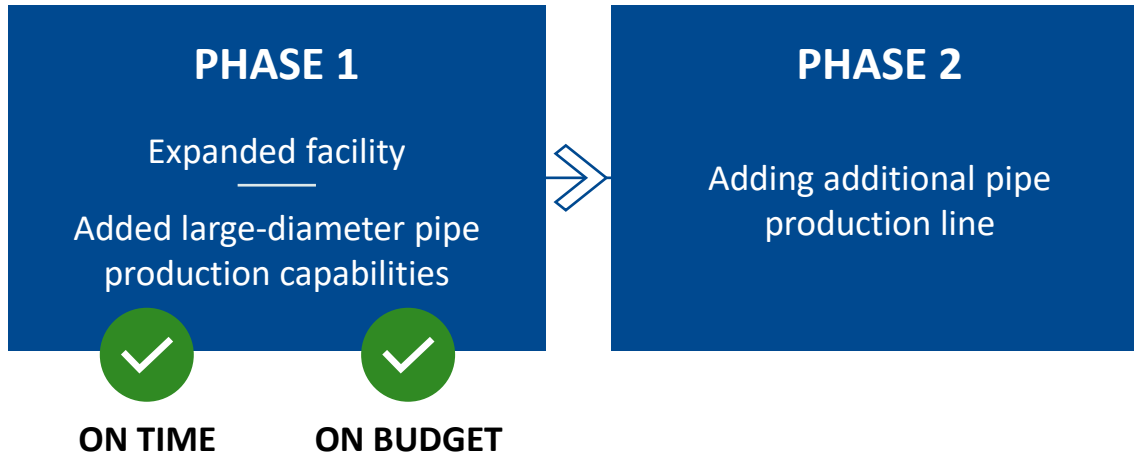 PHASE 1
Expanded facility
Added large-diameter pipe
production capabilities
ON TIME
ON BUDGET
PHASE 2
Adding additional pipe
production line